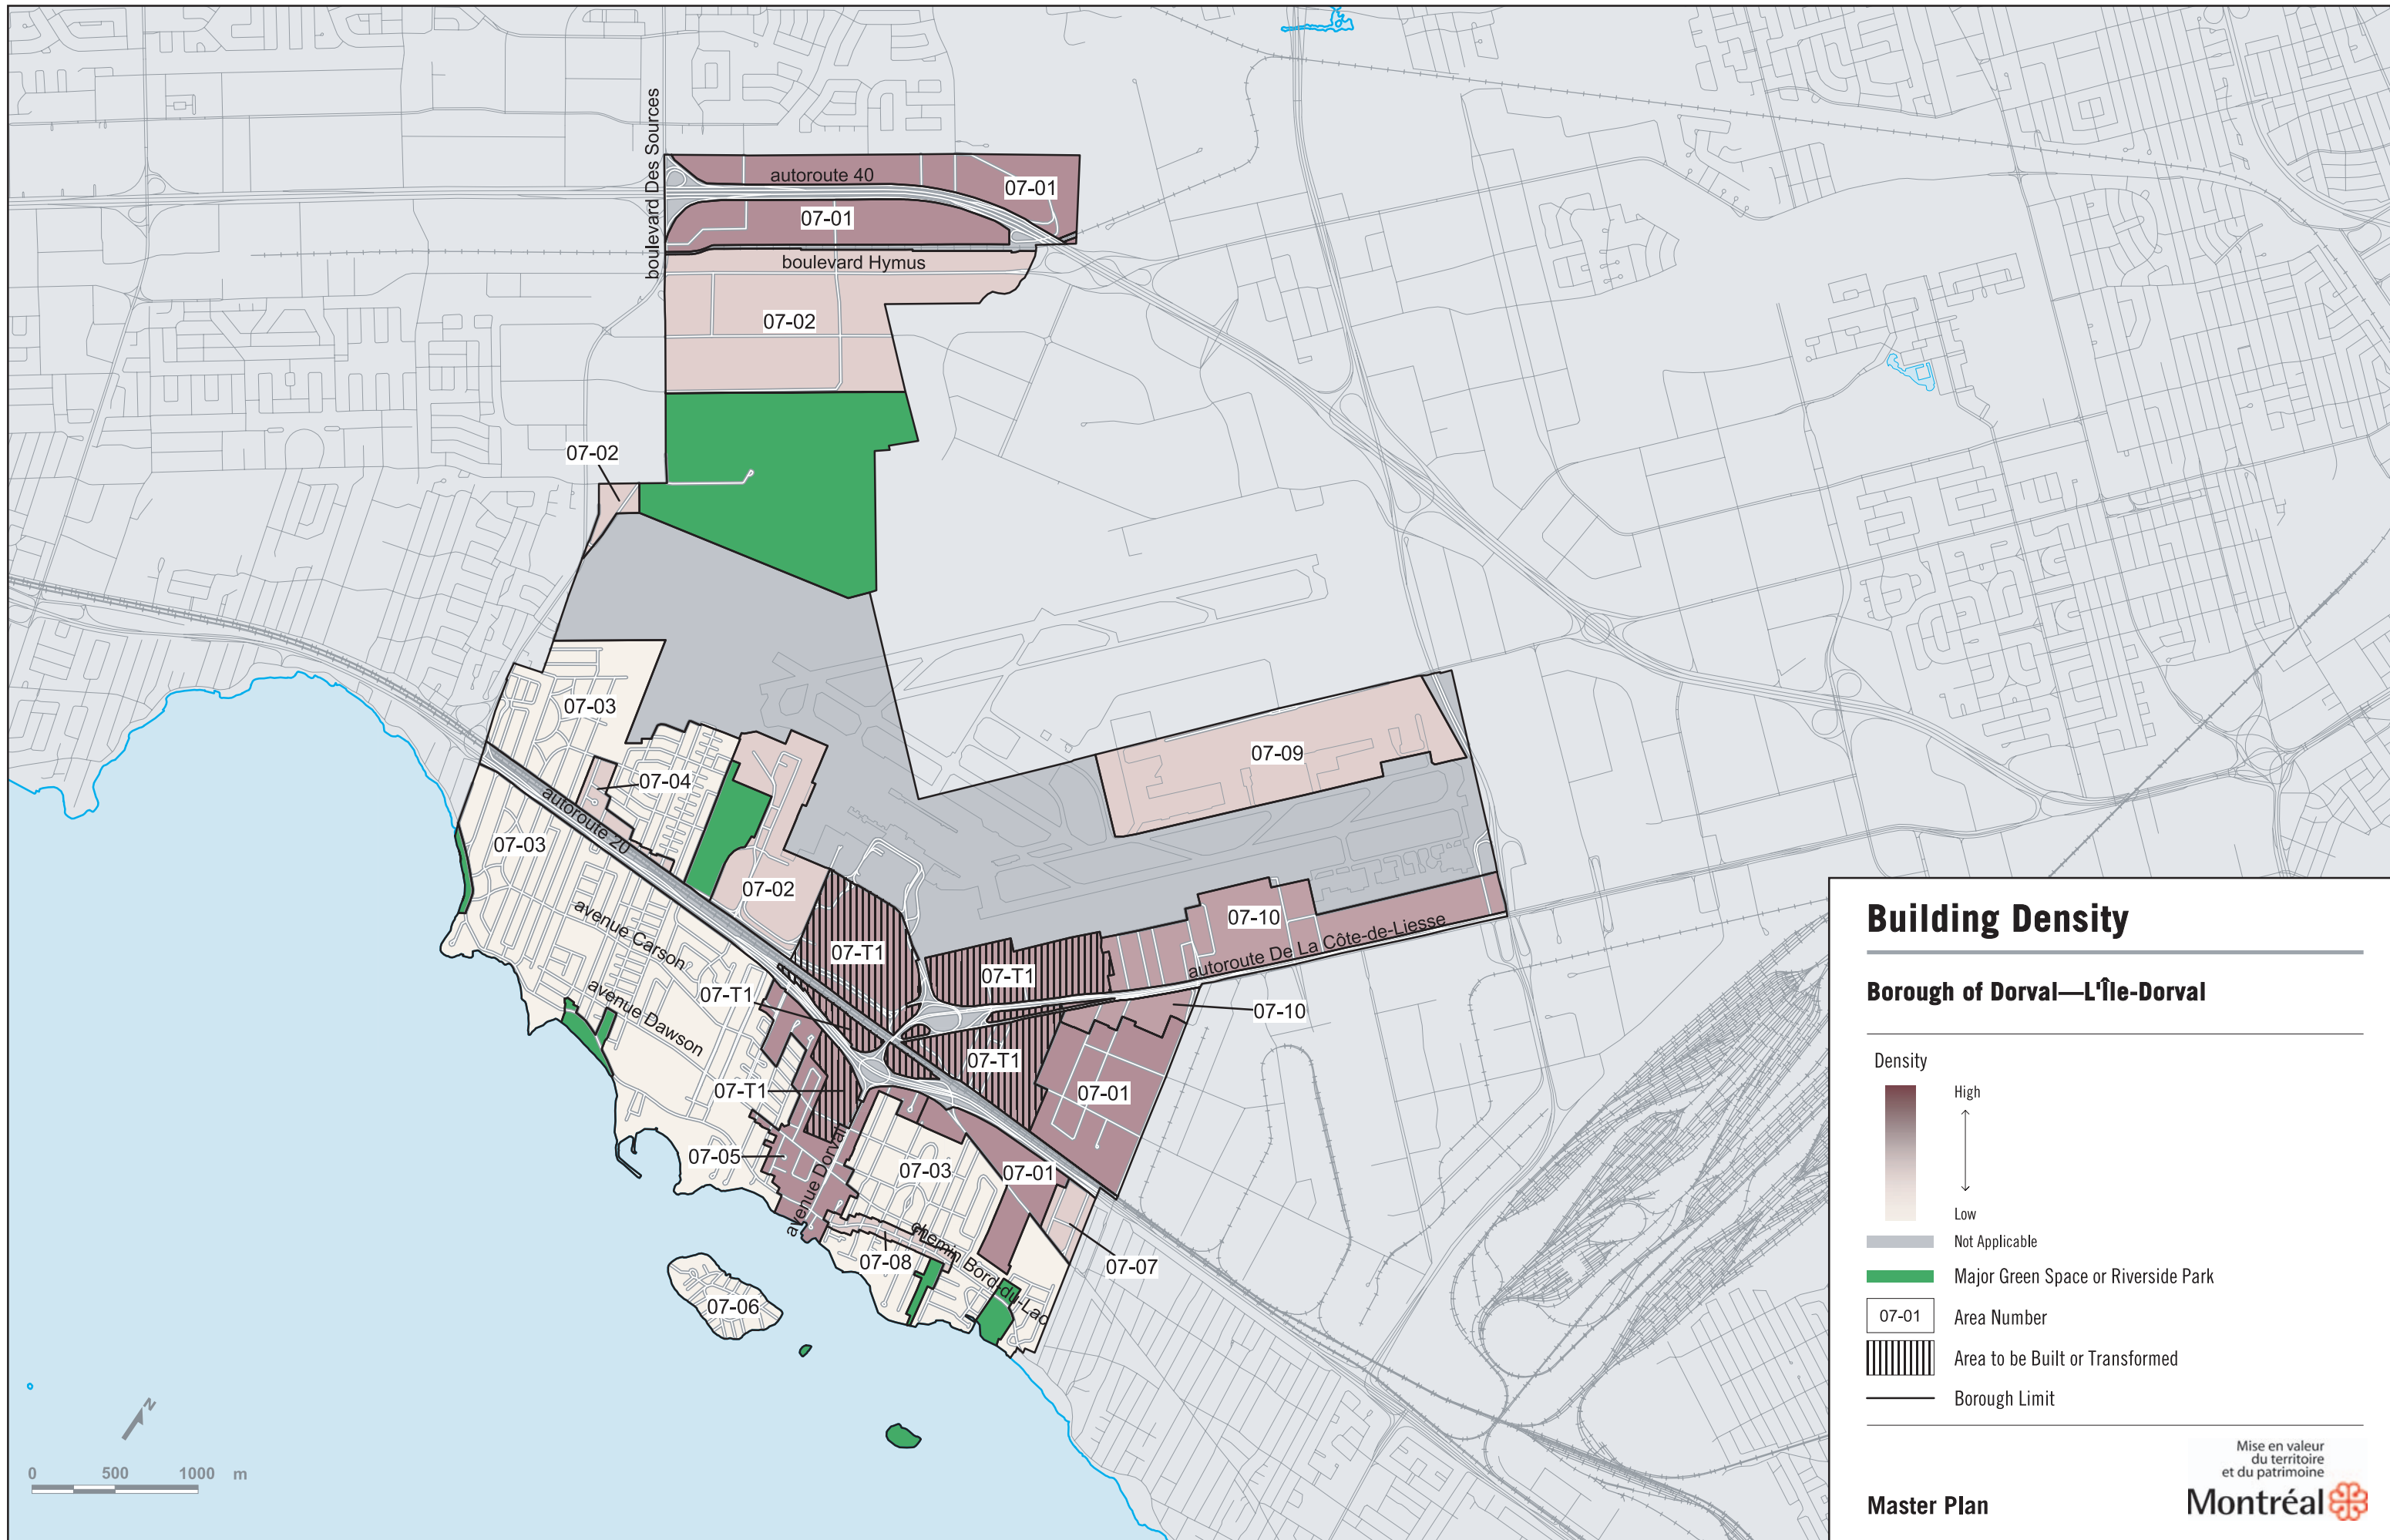 boulevard Des Sources
autoroute 40
07-01
07-01
boulevard Hymus
07-02
07-02
07-03
07-04
07-09
autoroute 20
07-03
07-02
avenue Carson
07-10
07-T1
autoroute De La Côte-de-Liesse
07-T1
avenue Dawson
07-T1
07-10
07-T1
07-T1
07-01
07-05
avenue Dorval
07-03
07-01
chemin Bord-du-Lac
07-08
07-07
07-06
N
0 500 1000 m
Building Density
Borough of Dorval—L'Île-Dorval
Density
High
Low
Not Applicable
Major Green Space or Riverside Park
07-01 Area Number
Area to be Built or Transformed
Borough Limit
Master Plan
Mise en valeur
du territoire
et du patrimoine
Montréal